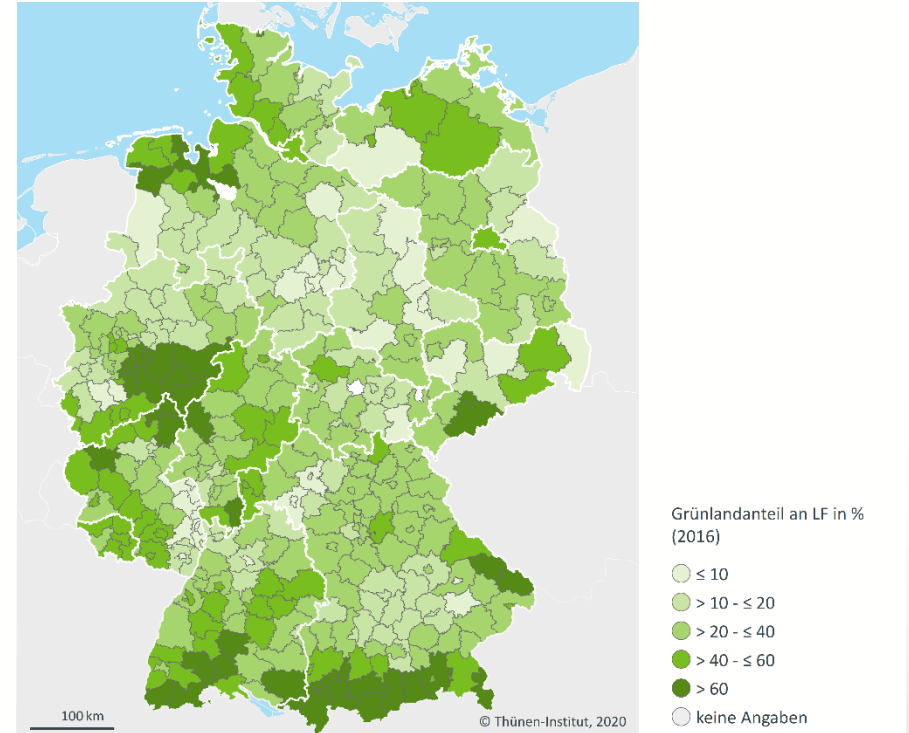 Grünlandanteil an LF in %
(2016)
≤ 10
> 10 - ≤ 20
> 20 - ≤ 40
> 40 - ≤ 60
> 60
keine Angaben
100 km
© Thünen-Institut, 2020